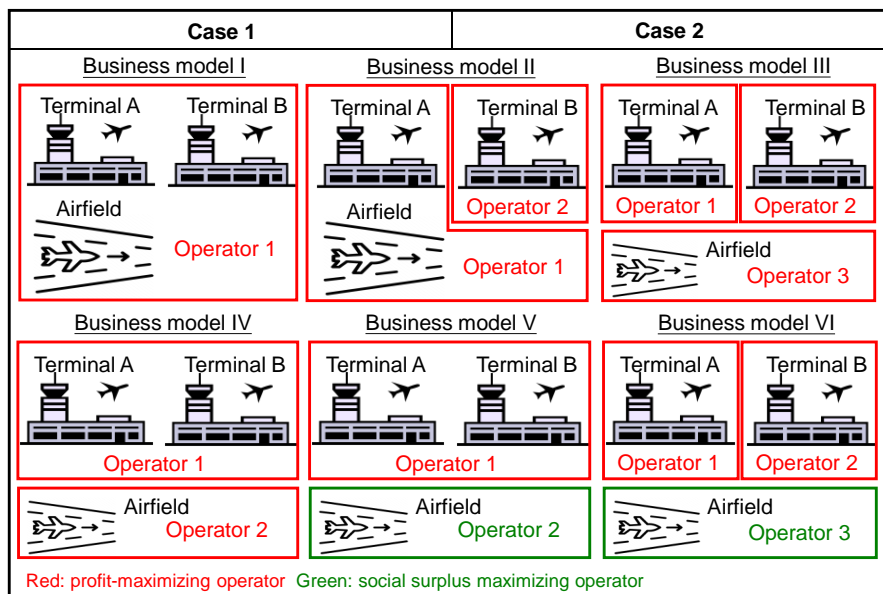 Case 1
Case 2
Business model I
Terminal A
Terminal B
Airfield
Operator 1
Business model II
Terminal A
Terminal B
Operator 2
Airfield
Operator 1
Business model III
Terminal A
Terminal B
Operator 1
Operator 2
Airfield
Operator 3
Business model IV
Terminal A
Terminal B
Operator 1
Airfield
Operator 2
Business model V
Terminal A
Terminal B
Operator 1
Airfield
Operator 2
Business model VI
Terminal A
Terminal B
Operator 1
Operator 2
Airfield
Operator 3
Red: profit-maximizing operator Green: social surplus maximizing operator